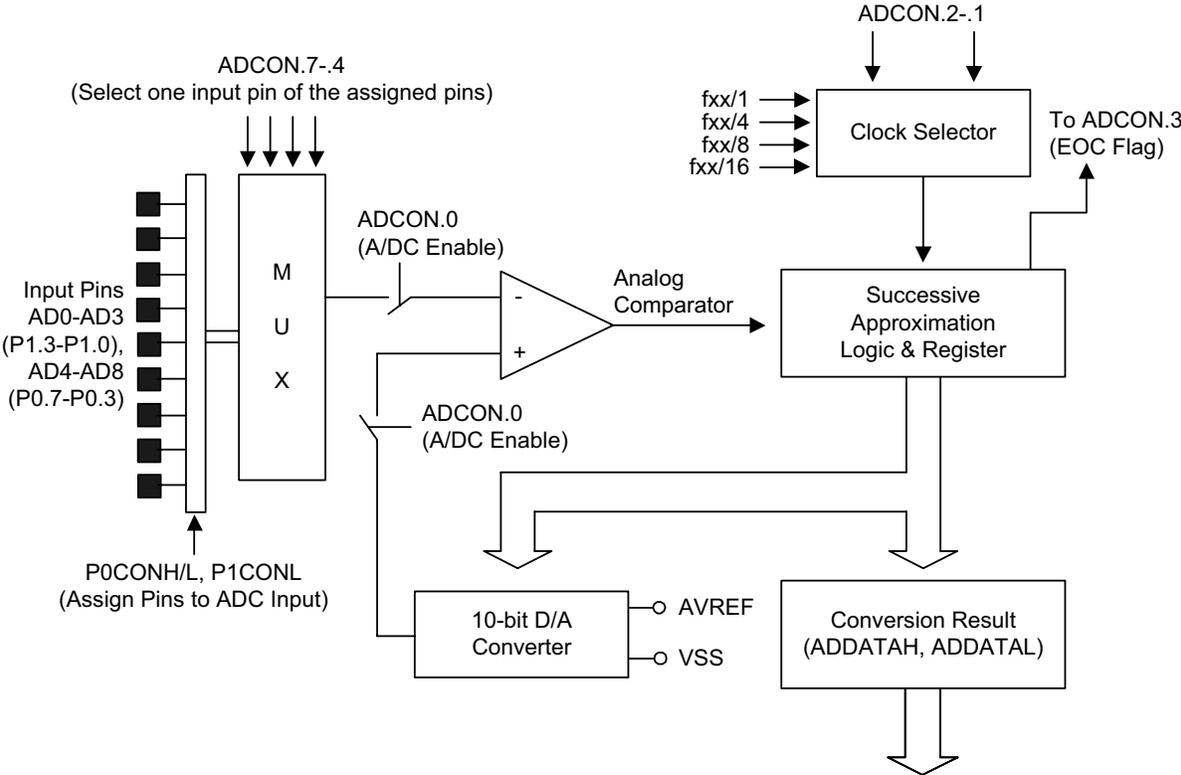 ADCON.2-.1
ADCON.7-.4
(Select one input pin of the assigned pins)
fxx/1
fxx/4
fxx/8
fxx/16
Clock Selector
To ADCON.3
(EOC Flag)
ADCON.0
(A/DC Enable)
M
U
X
Input Pins
AD0-AD3
(P1.3-P1.0),
AD4-AD8
(P0.7-P0.3)
-
+
Analog
Comparator
Successive
Approximation
Logic & Register
ADCON.0
(A/DC Enable)
P0CONH/L, P1CONL
(Assign Pins to ADC Input)
10-bit D/A
Converter
AVREF
VSS
Conversion Result
(ADDATAH, ADDATAL)